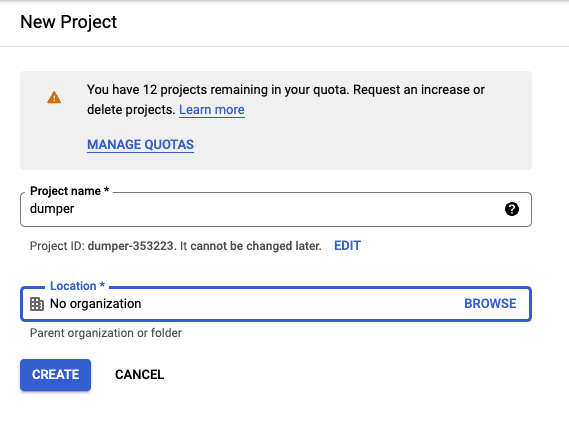 New Project
You have 12 projects remaining in your quota. Request an increase or
delete projects. Learn more
MANAGE QUOTAS
Project name *
dumper
Project ID: dumper-353223. It cannot be changed later. EDIT
Location *
No organization BROWSE
Parent organization or folder
CREATE CANCEL